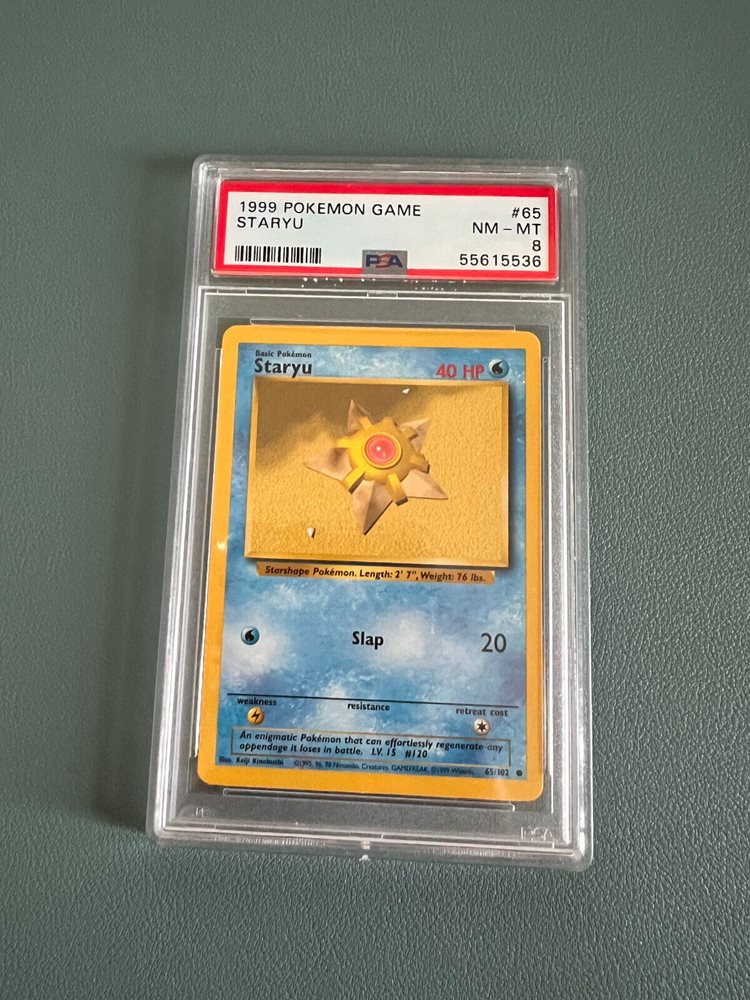 1999 POKEMON GAME #65
STARYU NM - MT
8
PSA 55615536
Basic Pokémon
Staryu 40 HP
Starshape Pokémon. Length: 2' 7", Weight: 76 lbs.
Slap 20
weakness resistance retreat cost
An enigmatic Pokémon that can effortlessly regenerate any
appendage it loses in battle. LV. 15 #120
Illus. Keiji Kinebuchi ©1995, 96, 98 Nintendo, Creatures, GAMEFREAK. ©1999 Wizards. 65/102